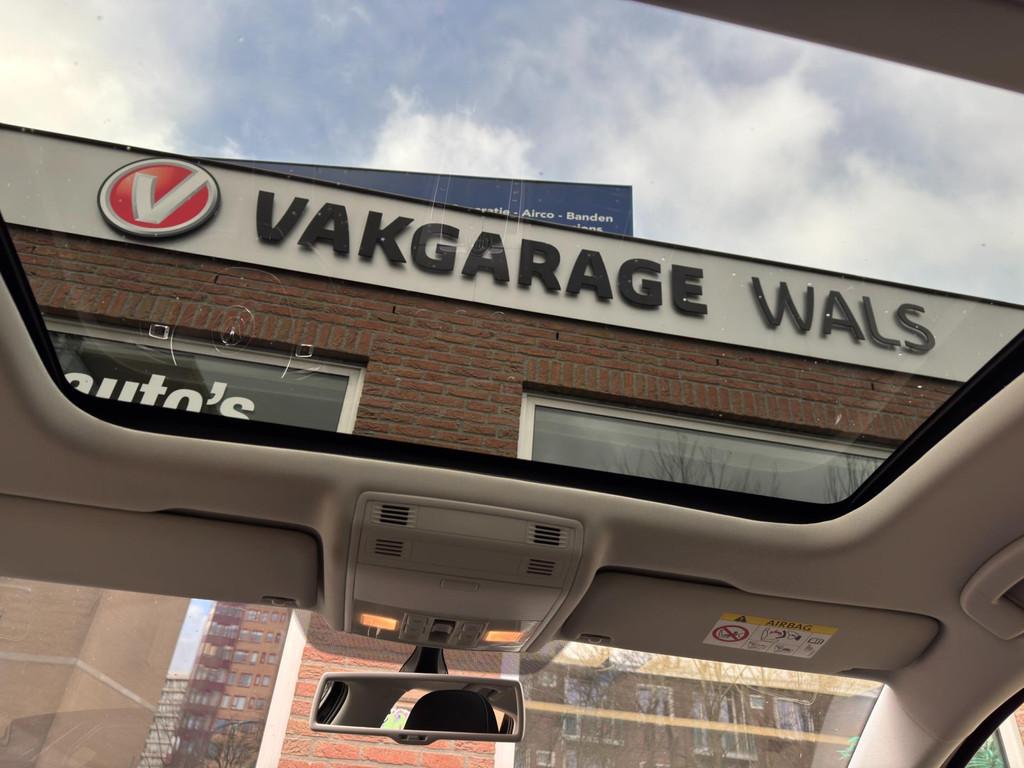 - Airco - Banden
V VAKGARAGE WALS
auto's
AIRBAG